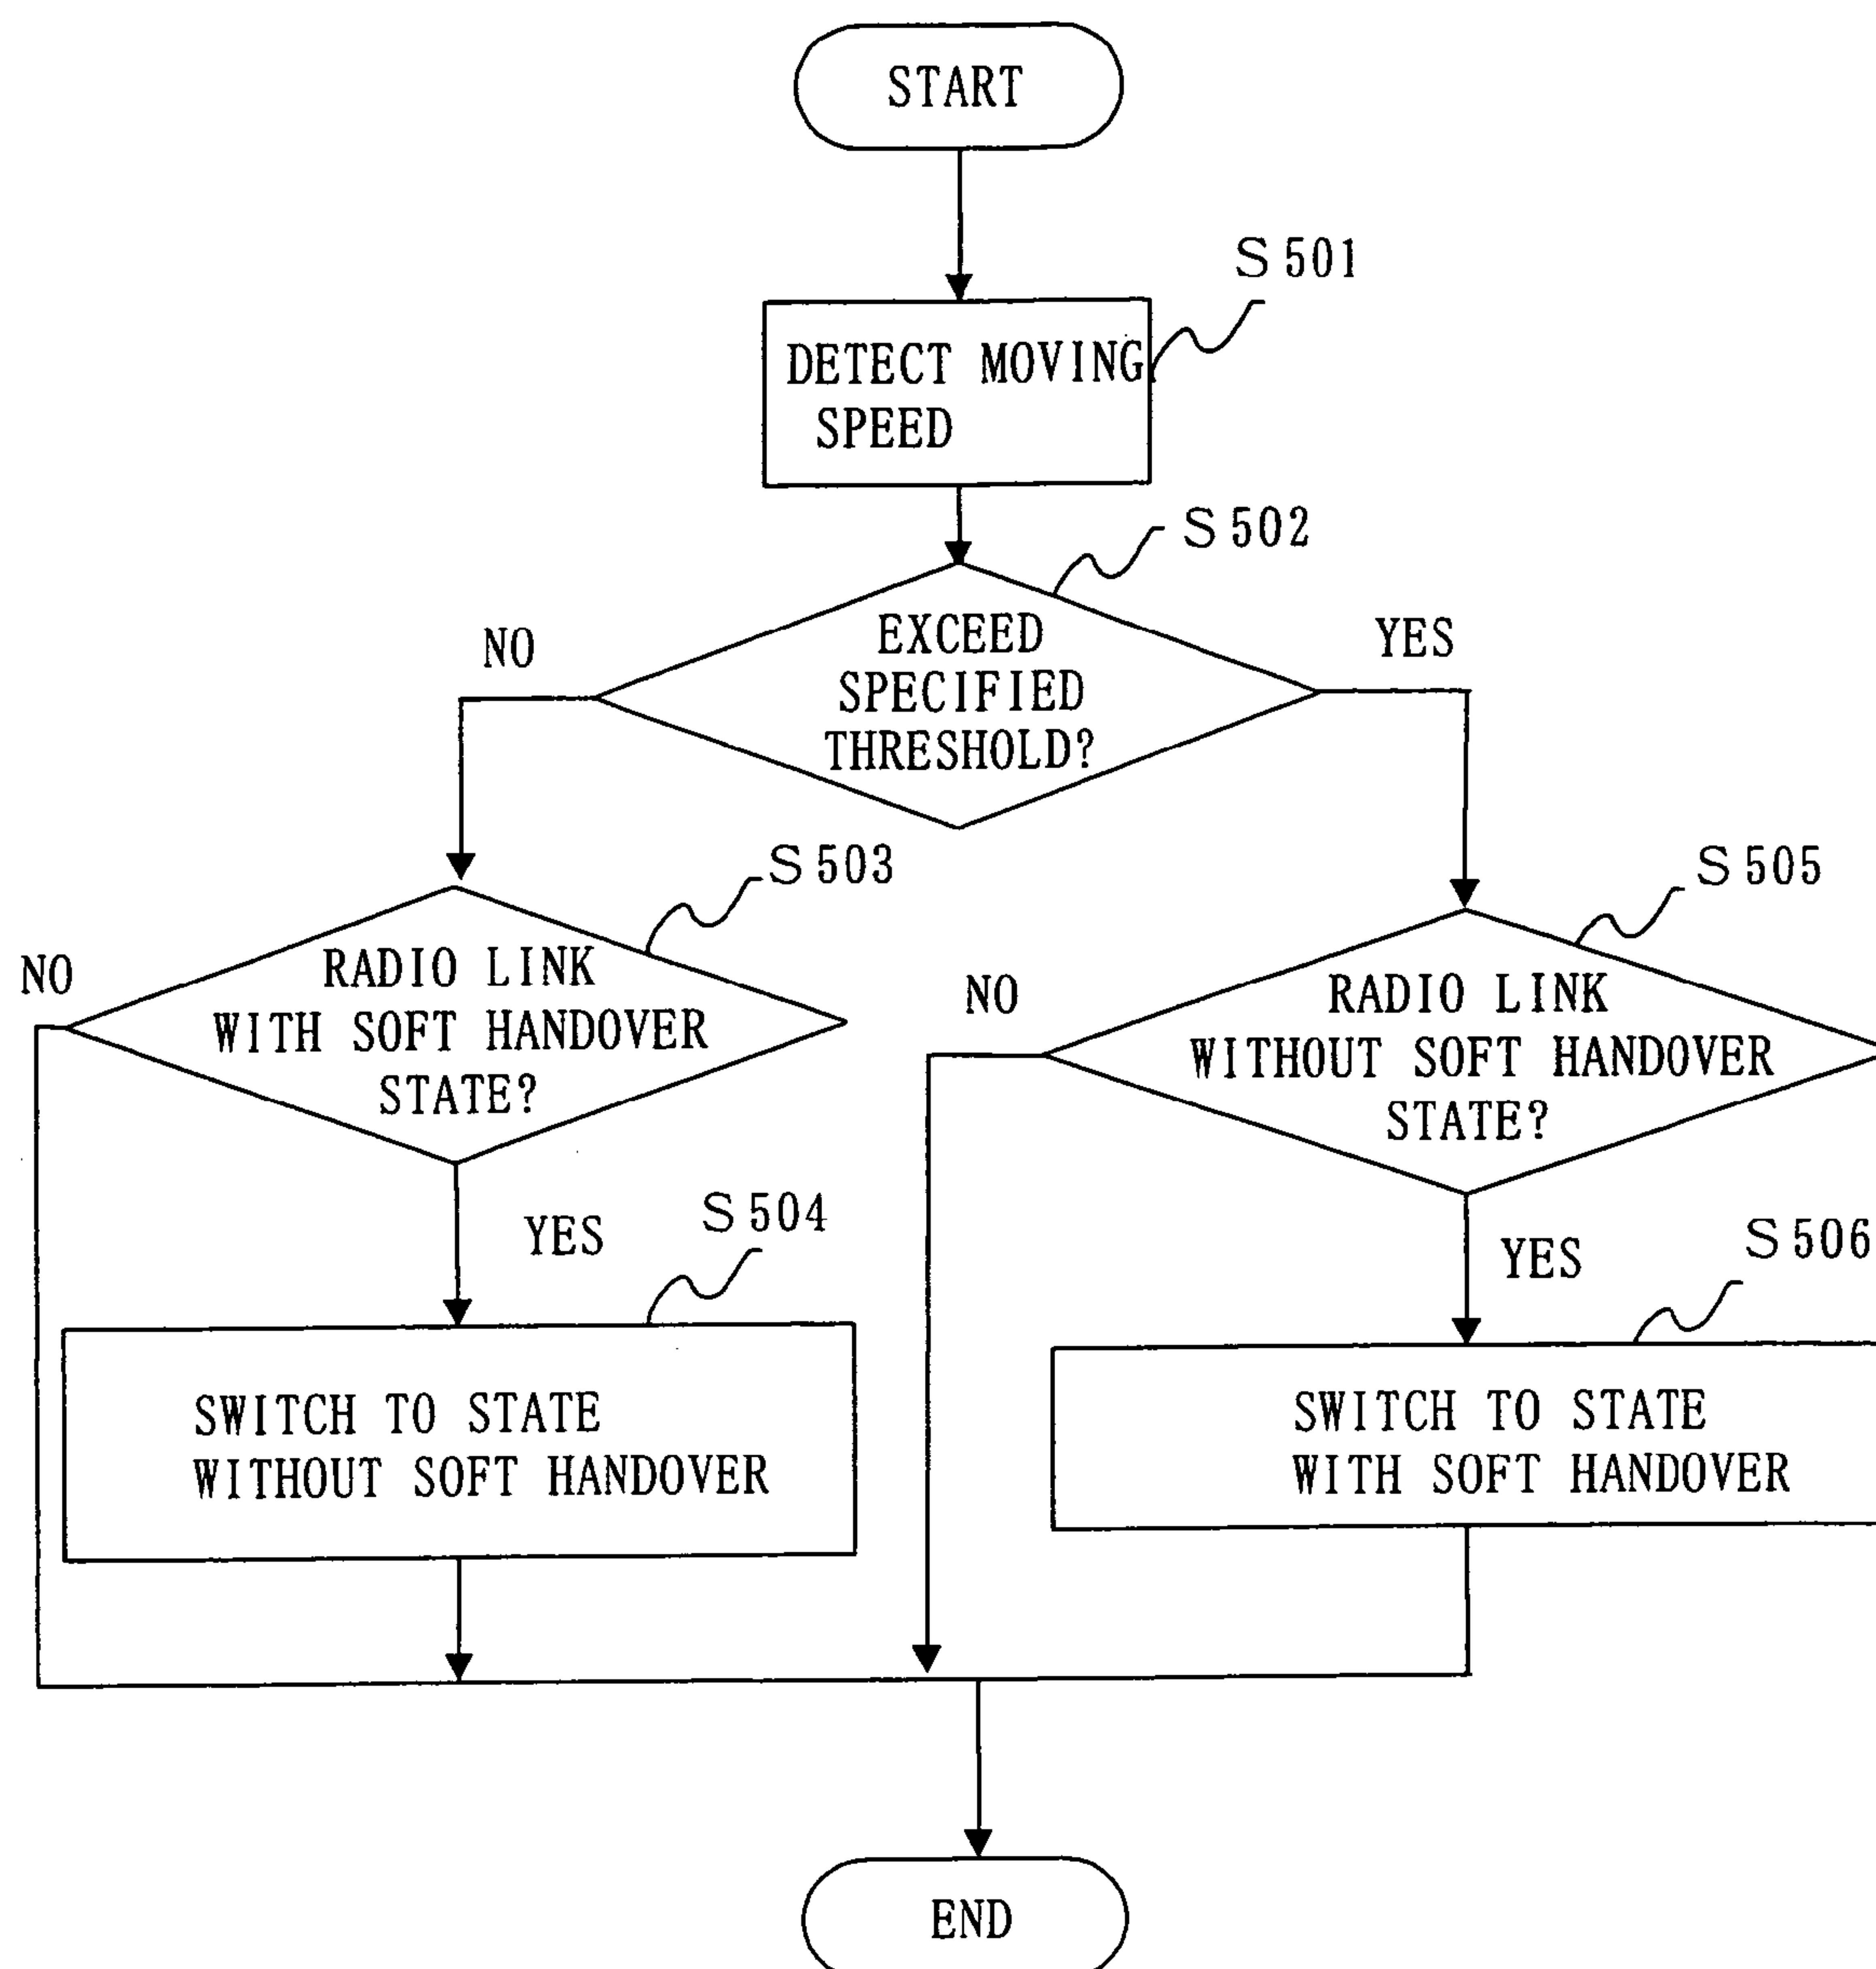 START
S501
DETECT MOVING
SPEED
S502
NO
EXCEED
SPECIFIED
THRESHOLD?
YES
S503
S505
NO
RADIO LINK
WITH SOFT HANDOVER
STATE?
NO
RADIO LINK
WITHOUT SOFT HANDOVER
STATE?
YES
S504
YES
S506
SWITCH TO STATE
WITHOUT SOFT HANDOVER
SWITCH TO STATE
WITH SOFT HANDOVER
END